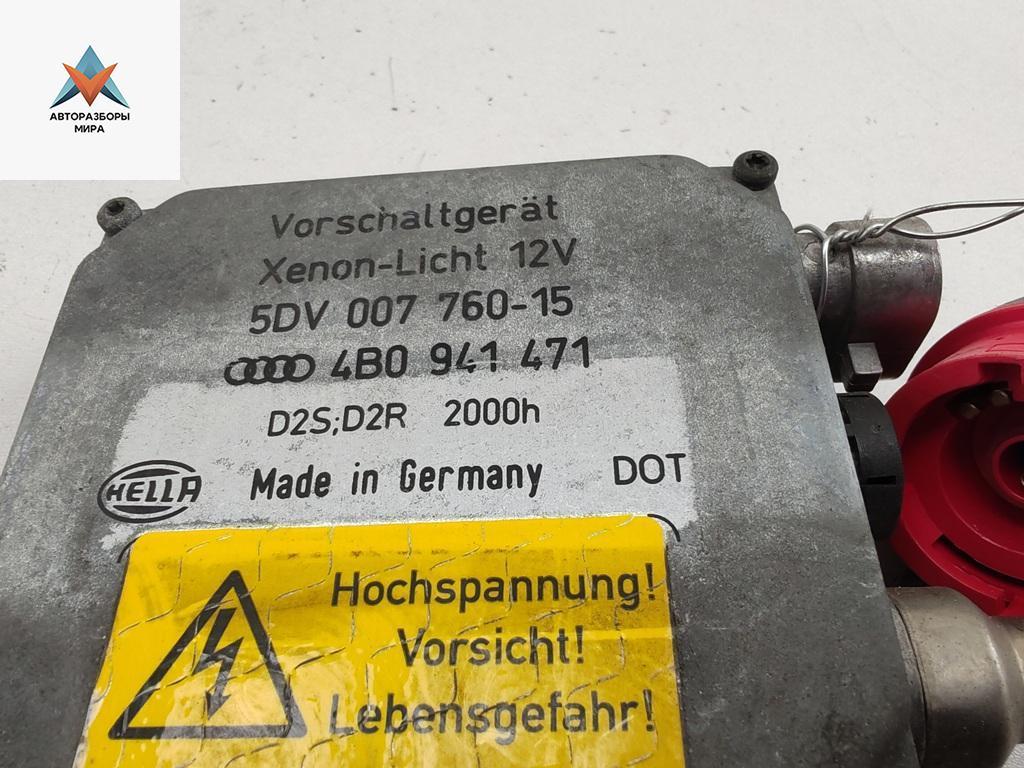 АВТОРАЗБОРЫ
МИРА
Vorschaltgerät
Xenon-Licht 12V
5DV 007 760-15
4B0 941 471
D2S;D2R 2000h
HELLA Made in Germany DOT
Hochspannung!
Vorsicht!
Lebensgefahr!